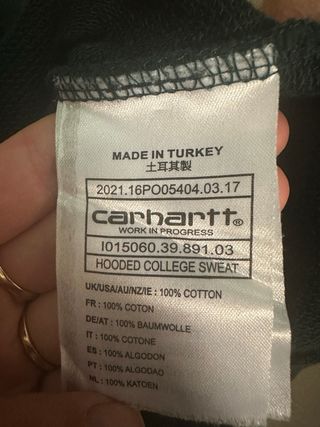 MADE IN TURKEY
土耳其製
2021.16PO05404.03.17
carhartt®
WORK IN PROGRESS
I015060.39.891.03
HOODED COLLEGE SWEAT
UK/USA/AU/NZ/IE : 100% COTTON
FR : 100% COTON
DE/AT : 100% BAUMWOLLE
IT : 100% COTONE
ES : 100% ALGODON
PT : 100% ALGODAO
NL : 100% KATOEN